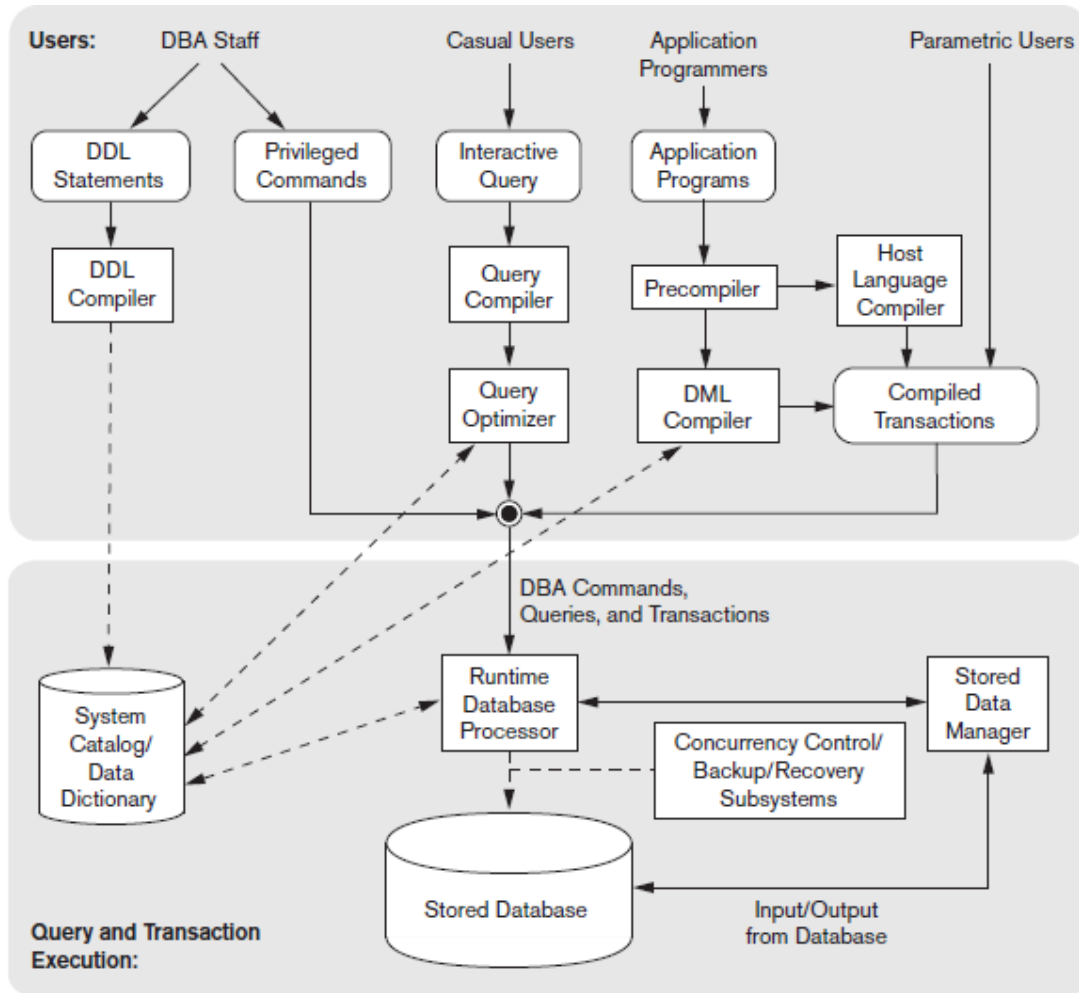 Users:
DBA Staff
Casual Users
Application
Programmers
Parametric Users
DDL
Statements
Privileged
Commands
Interactive
Query
Application
Programs
DDL
Compiler
Query
Compiler
Precompiler
Host
Language
Compiler
Query
Optimizer
DML
Compiler
Compiled
Transactions
DBA Commands,
Queries, and Transactions
System
Catalog/
Data
Dictionary
Runtime
Database
Processor
Stored
Data
Manager
Concurrency Control/
Backup/Recovery
Subsystems
Stored Database
Input/Output
from Database
Query and Transaction
Execution: